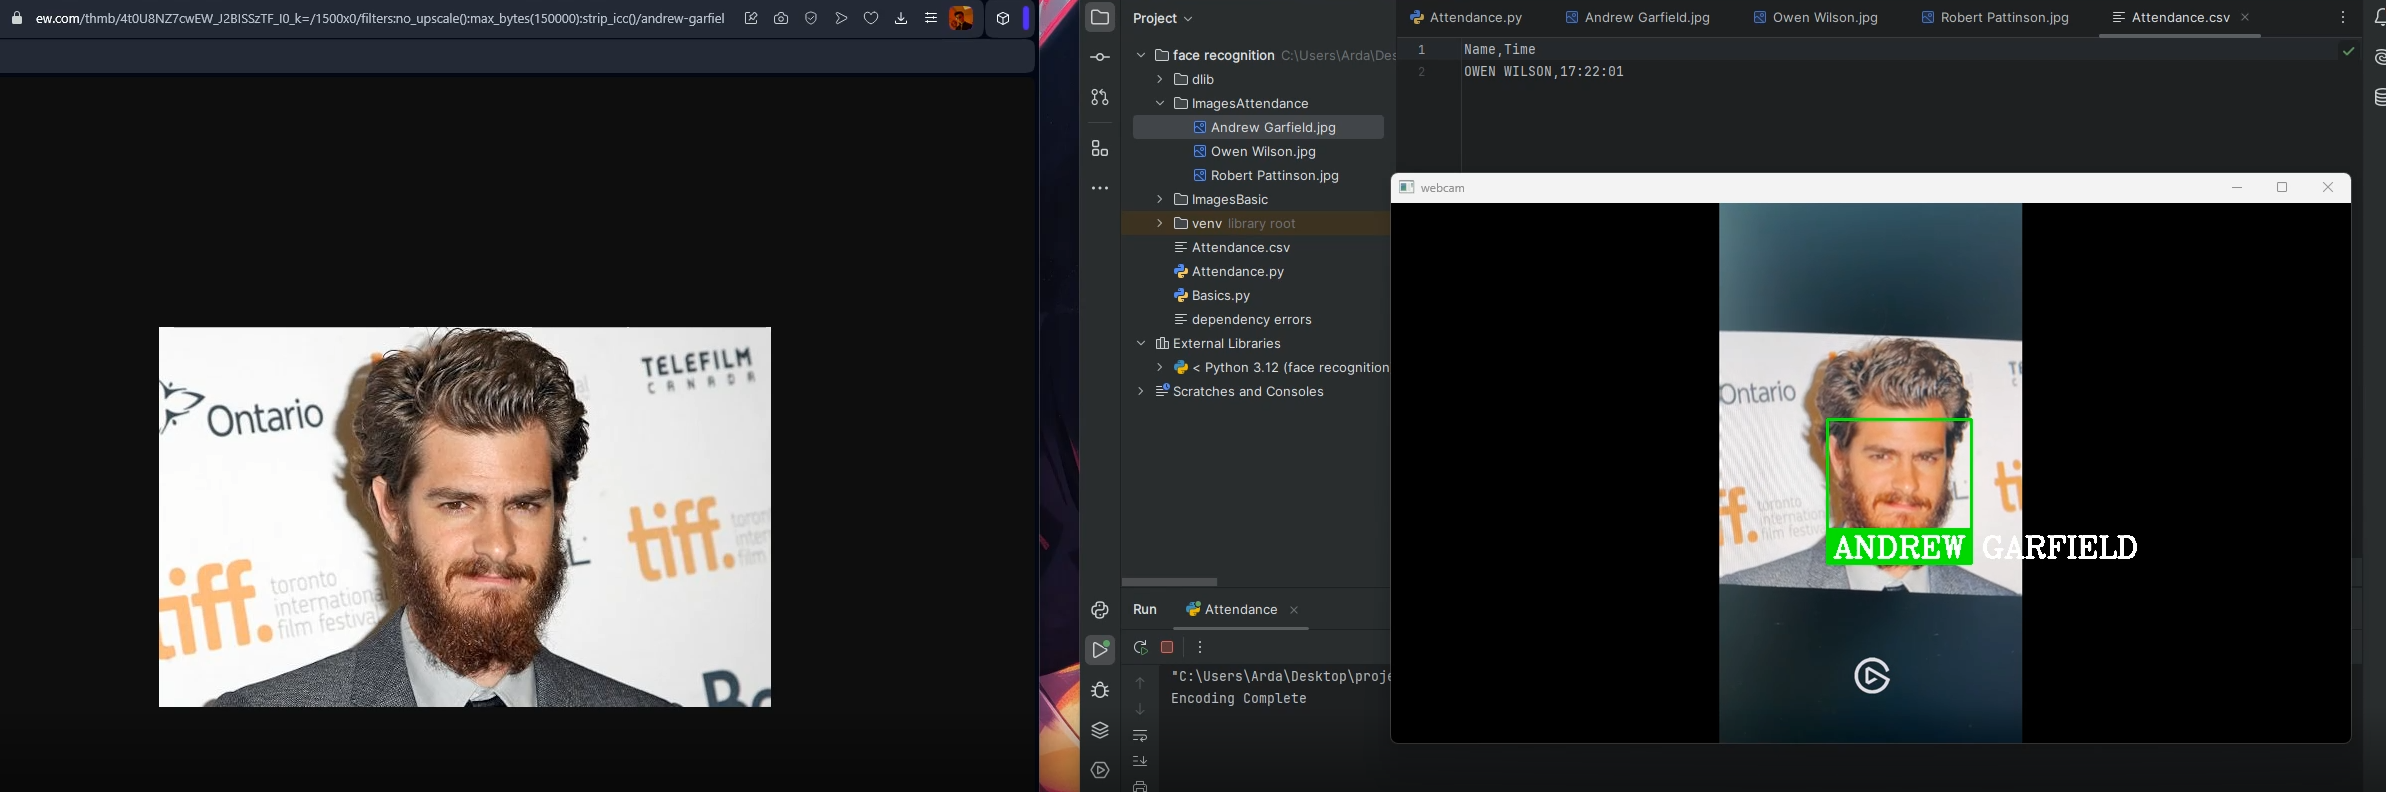 ew.com/thmb/4t0U8NZ7cwEW_J2BISSzTF_I0_k=/1500x0/filters:no_upscale():max_bytes(150000):strip_icc()/andrew-garfiel
TELEFILM
CANADA
Ontario
tiff.
toronto
international
film festival
tiff.
toron
inter
film
Project
face recognition C:\Users\Arda\Des
dlib
ImagesAttendance
Andrew Garfield.jpg
Owen Wilson.jpg
Robert Pattinson.jpg
ImagesBasic
venv library root
Attendance.csv
Attendance.py
Basics.py
dependency errors
External Libraries
< Python 3.12 (face recognition
Scratches and Consoles
Attendance.py Andrew Garfield.jpg Owen Wilson.jpg Robert Pattinson.jpg Attendance.csv
1 Name,Time
2 OWEN WILSON,17:22:01
webcam
Ontario
toronto
international
film festiv
ANDREW GARFIELD
Run Attendance
"C:\Users\Arda\Desktop\proje
Encoding Complete